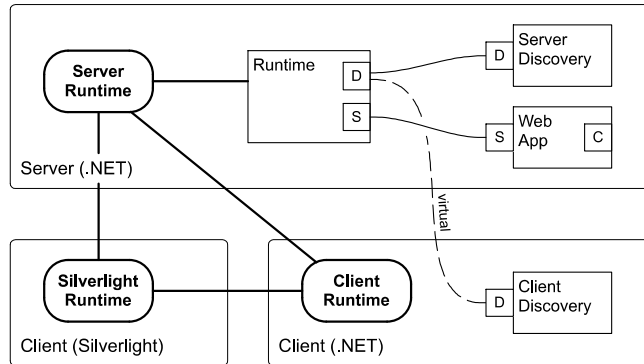 Server
Runtime
Runtime
D
S
D
Server
Discovery
S
Web
App
C
Server (.NET)
virtual
Silverlight
Runtime
Client
Runtime
D
Client
Discovery
Client (Silverlight)
Client (.NET)